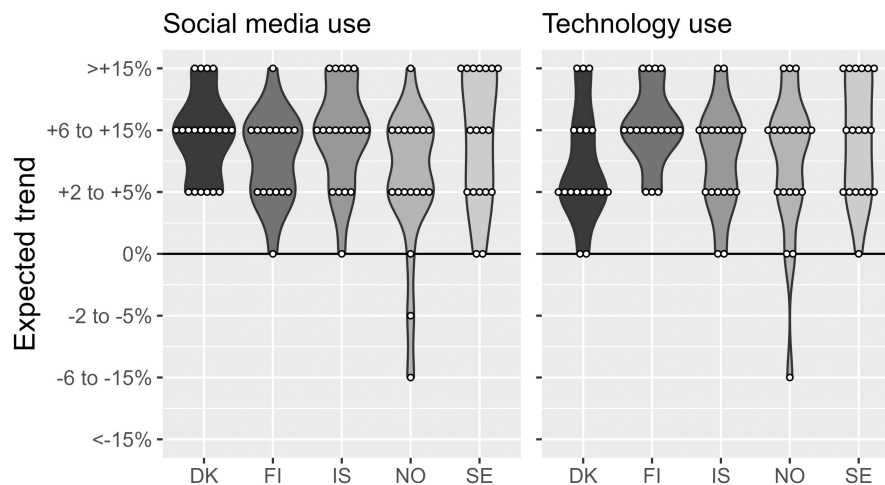 Social media use
Technology use
Expected trend
>+15%
+6 to +15%
+2 to +5%
0%
-2 to -5%
-6 to -15%
<-15%
DK FI IS NO SE
DK FI IS NO SE